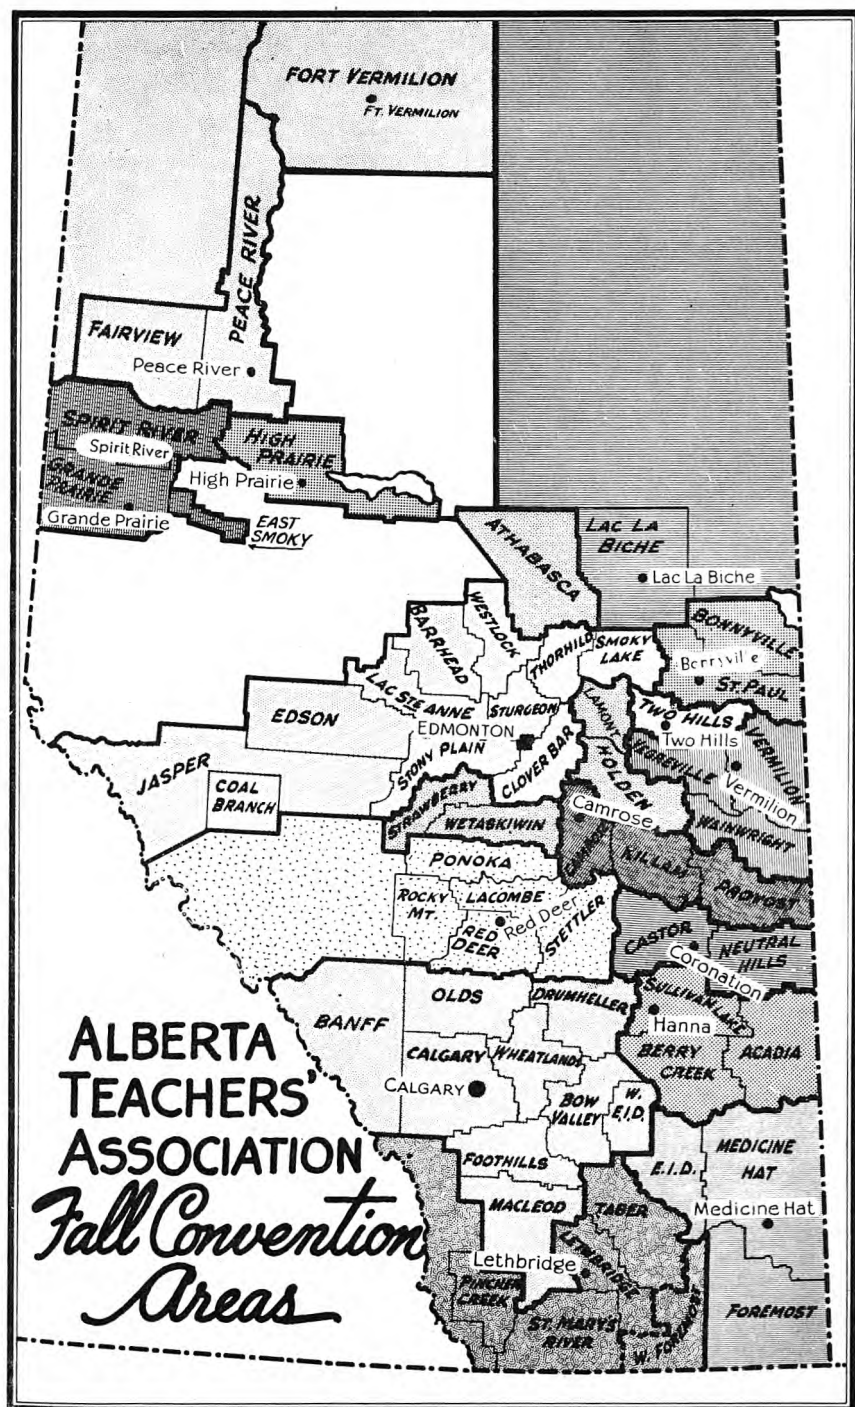 FORT VERMILION
FT. VERMILION
PEACE RIVER
FAIRVIEW
Peace River
SPIRIT RIVER
Spirit River
HIGH
PRAIRIE
High Prairie
GRANDE
PRAIRIE
Grande Prairie
EAST
SMOKY
ATHABASCA
LAC LA
BICHE
Lac La Biche
WESTLOCK
BARRHEAD
THORHILD
SMOKY
LAKE
BONNYVILLE
ST. PAUL
LAC STE ANNE
STURGEON
EDMONTON
EDSON
STONY PLAIN
CLOVER BAR
LAMONT
TWO HILLS
Two Hills
VEGREVILLE
VERMILION
Vermilion
HOLDEN
JASPER
COAL
BRANCH
STRAWBERRY
WETASKIWIN
Camrose
CAMROSE
WAINWRIGHT
KILLAM
PROVOST
PONOKA
ROCKY
MT.
LACOMBE
Red Deer
RED
DEER
STETTLER
CASTOR
Coronation
NEUTRAL
HILLS
OLDS
DRUMHELLER
SULLIVAN LAKE
Hanna
BERRY
CREEK
ACADIA
BANFF
CALGARY
CALGARY
WHEATLANDS
BOW
VALLEY
W.
E.I.D.
FOOTHILLS
E.I.D.
MEDICINE
HAT
Medicine Hat
MACLEOD
TABER
Lethbridge
LETHBRIDGE
PINCHER
CREEK
ST. MARY'S
RIVER
W. FOREMOST
FOREMOST
ALBERTA
TEACHERS'
ASSOCIATION
Fall Convention
Areas